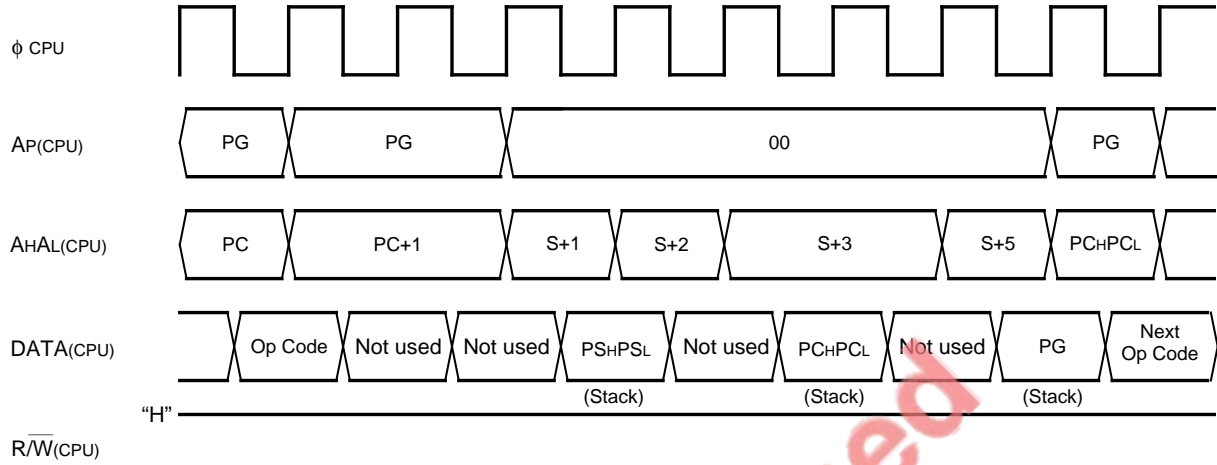 ϕ CPU
AP(CPU) PG PG 00 PG
AHAL(CPU) PC PC+1 S+1 S+2 S+3 S+5 PCHPCL
DATA(CPU) Op Code Not used Not used PSHPSL Not used PCHPCL Not used PG Next Op Code
(Stack) (Stack) (Stack)
“H”
R/W̅(CPU)